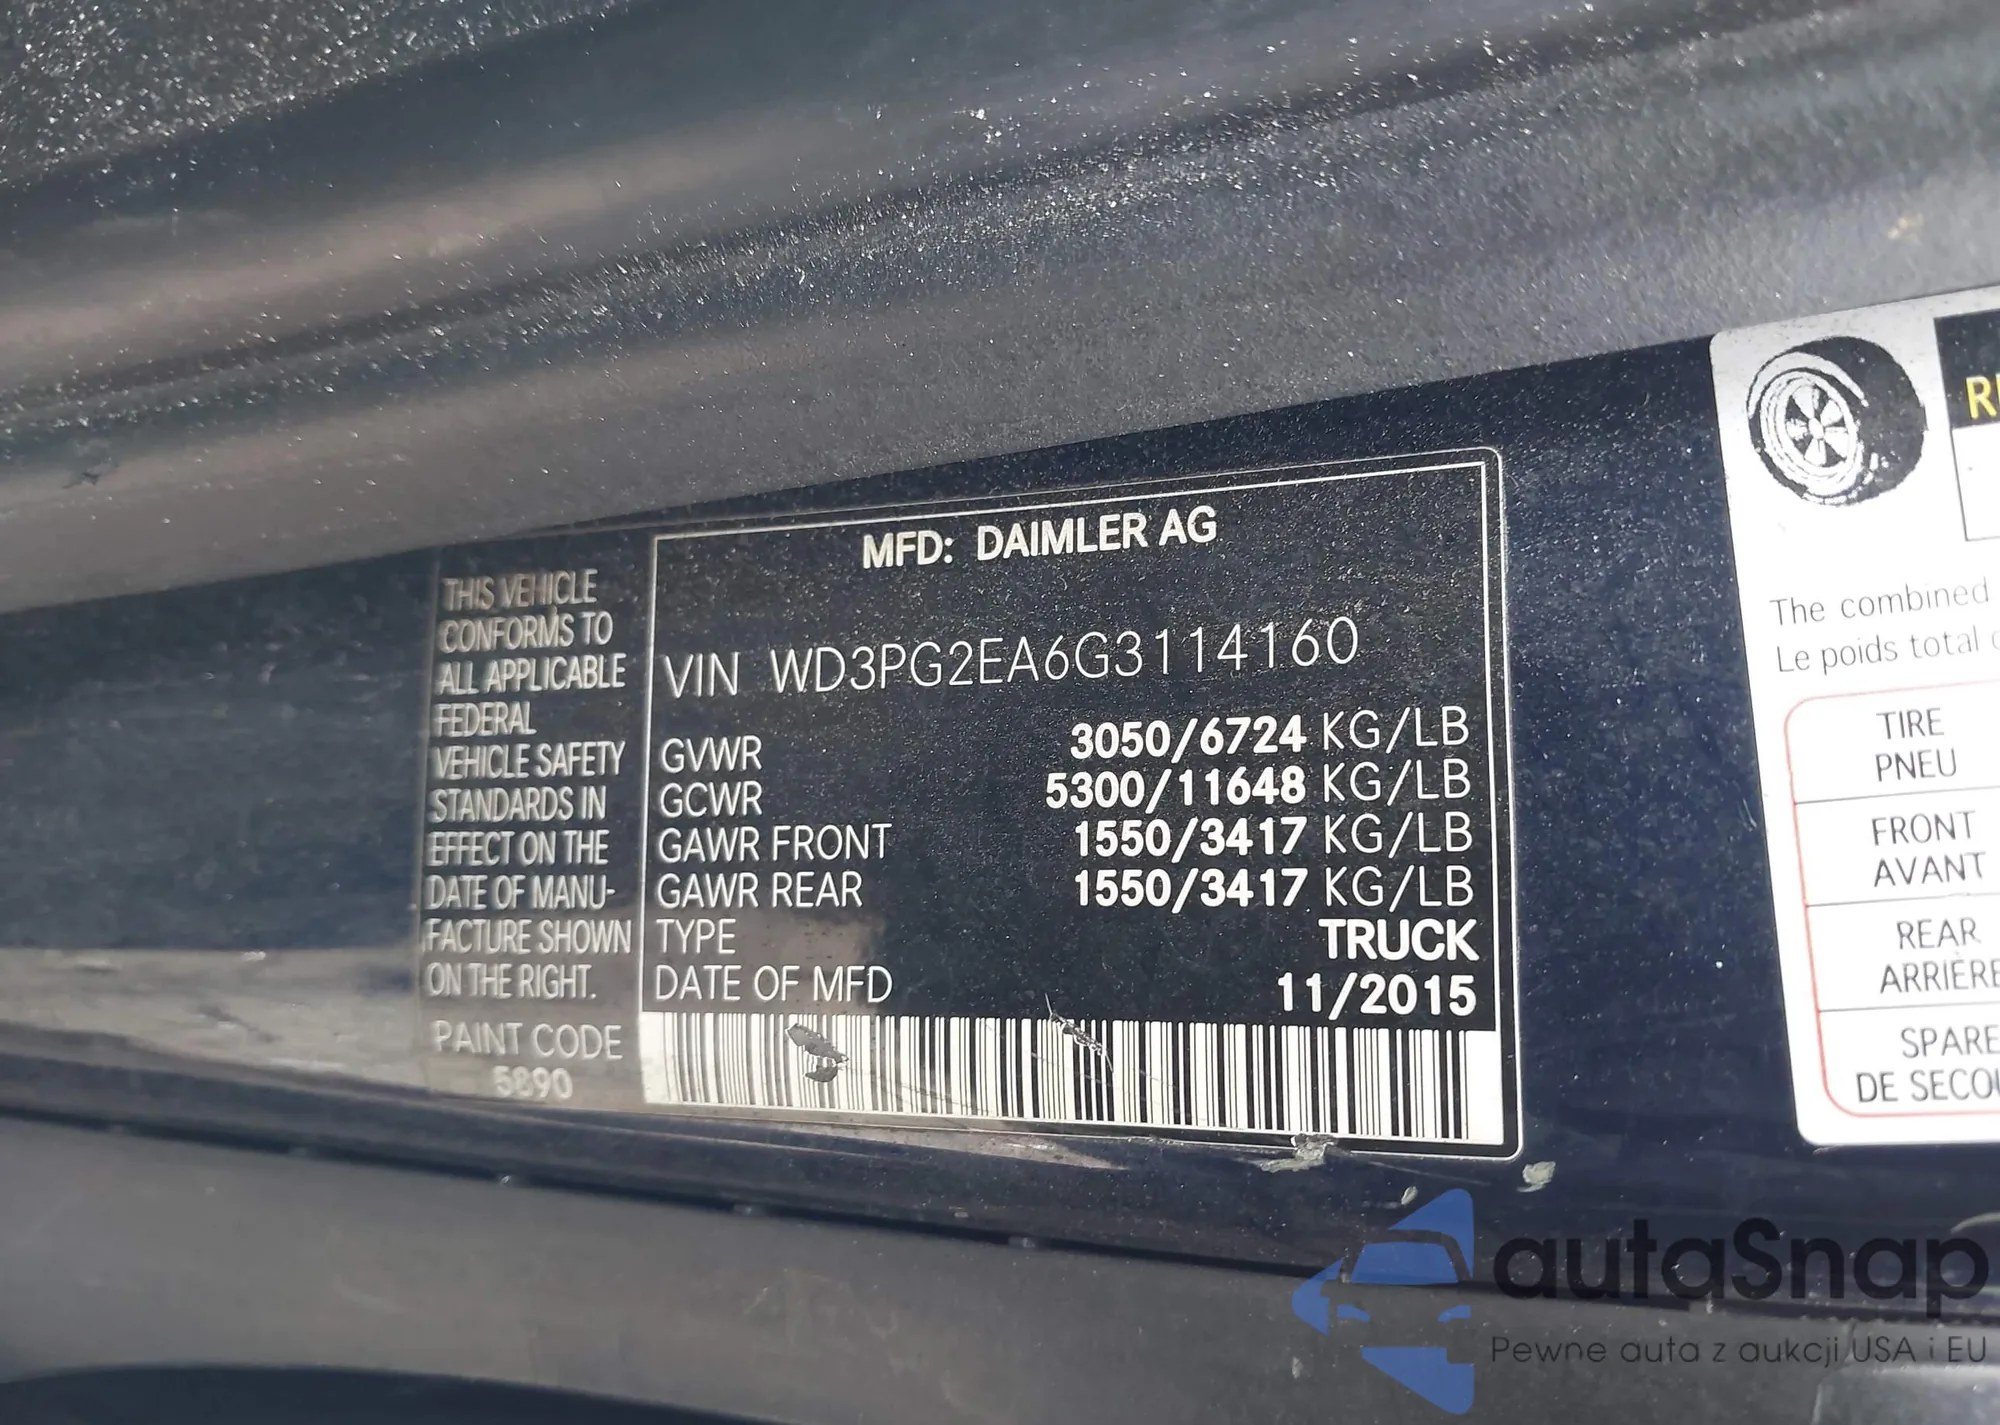 MFD: DAIMLER AG
THIS VEHICLE
CONFORMS TO
ALL APPLICABLE
FEDERAL
VEHICLE SAFETY
STANDARDS IN
EFFECT ON THE
DATE OF MANU-
FACTURE SHOWN
ON THE RIGHT.
PAINT CODE
5890
VIN WD3PG2EA6G3114160
GVWR 3050/6724 KG/LB
GCWR 5300/11648 KG/LB
GAWR FRONT 1550/3417 KG/LB
GAWR REAR 1550/3417 KG/LB
TYPE TRUCK
DATE OF MFD 11/2015
The combined
Le poids total
TIRE
PNEU
FRONT
AVANT
REAR
ARRIÈRE
SPARE
DE
autaSnap
Pewne auta z aukcji USA i EU